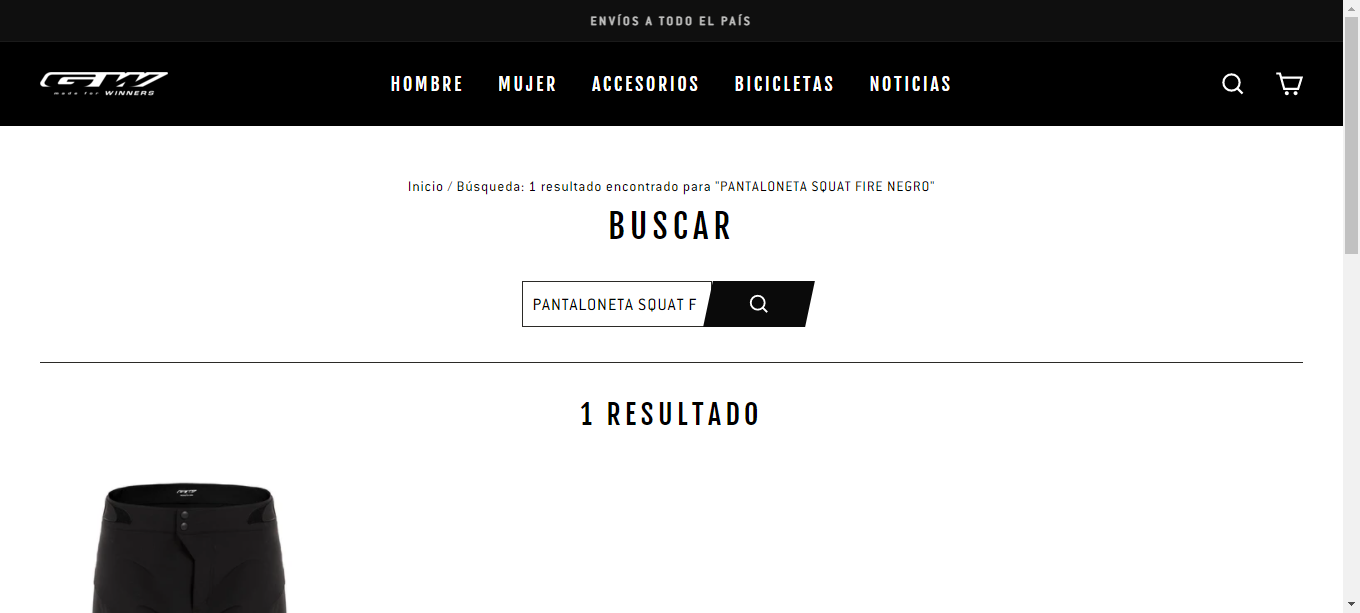 ENVÍOS A TODO EL PAÍS
GW
made for WINNERS
HOMBRE MUJER ACCESORIOS BICICLETAS NOTICIAS
Inicio / Búsqueda: 1 resultado encontrado para "PANTALONETA SQUAT FIRE NEGRO"
BUSCAR
PANTALONETA SQUAT F
1 RESULTADO
GW